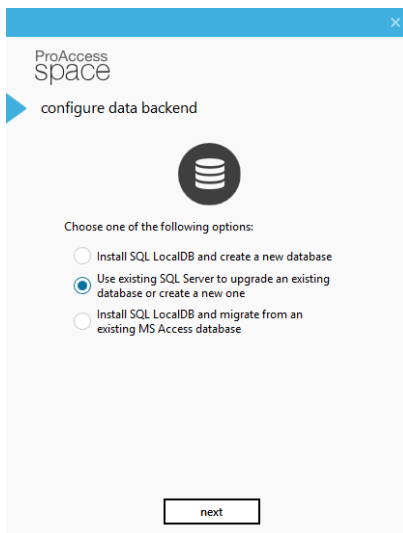 ProAccess
space
configure data backend
Choose one of the following options:
Install SQL LocalDB and create a new database
Use existing SQL Server to upgrade an existing
database or create a new one
Install SQL LocalDB and migrate from an
existing MS Access database
next